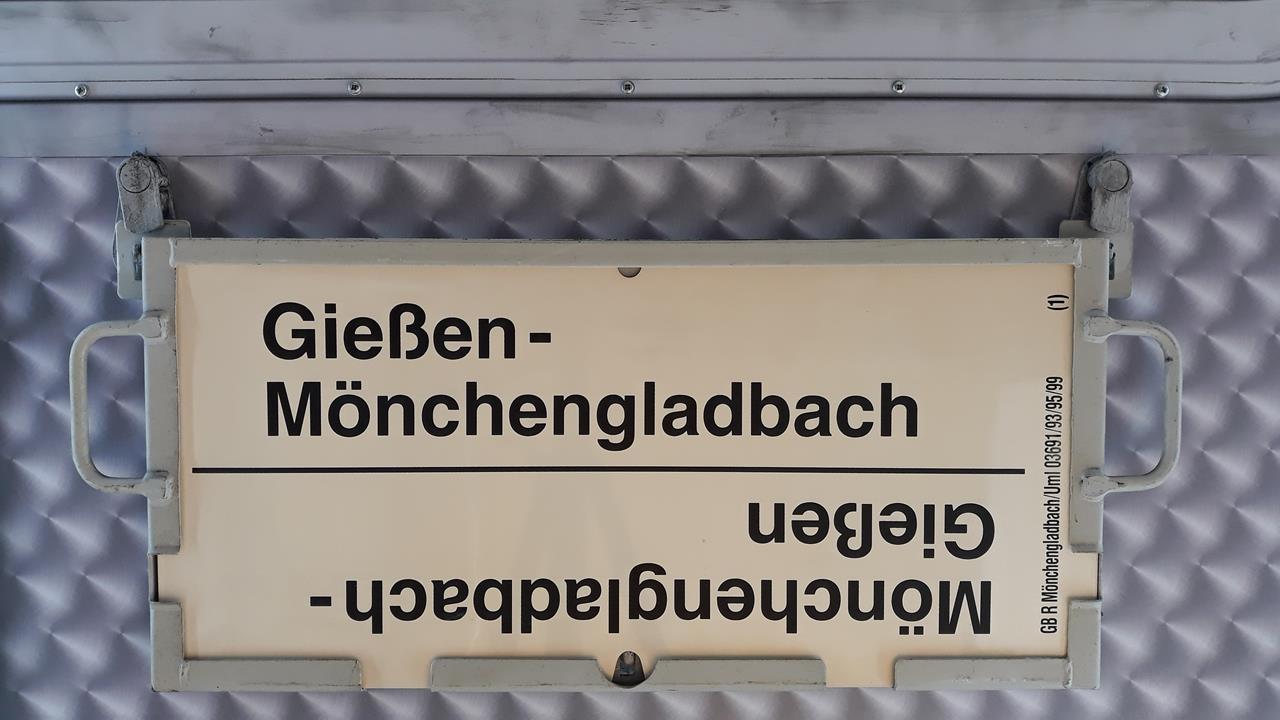 Gießen-
Mönchengladbach
Mönchengladbach-
Gießen
GB R Mönchengladbach/Uml 03691/93/95/99 (1)